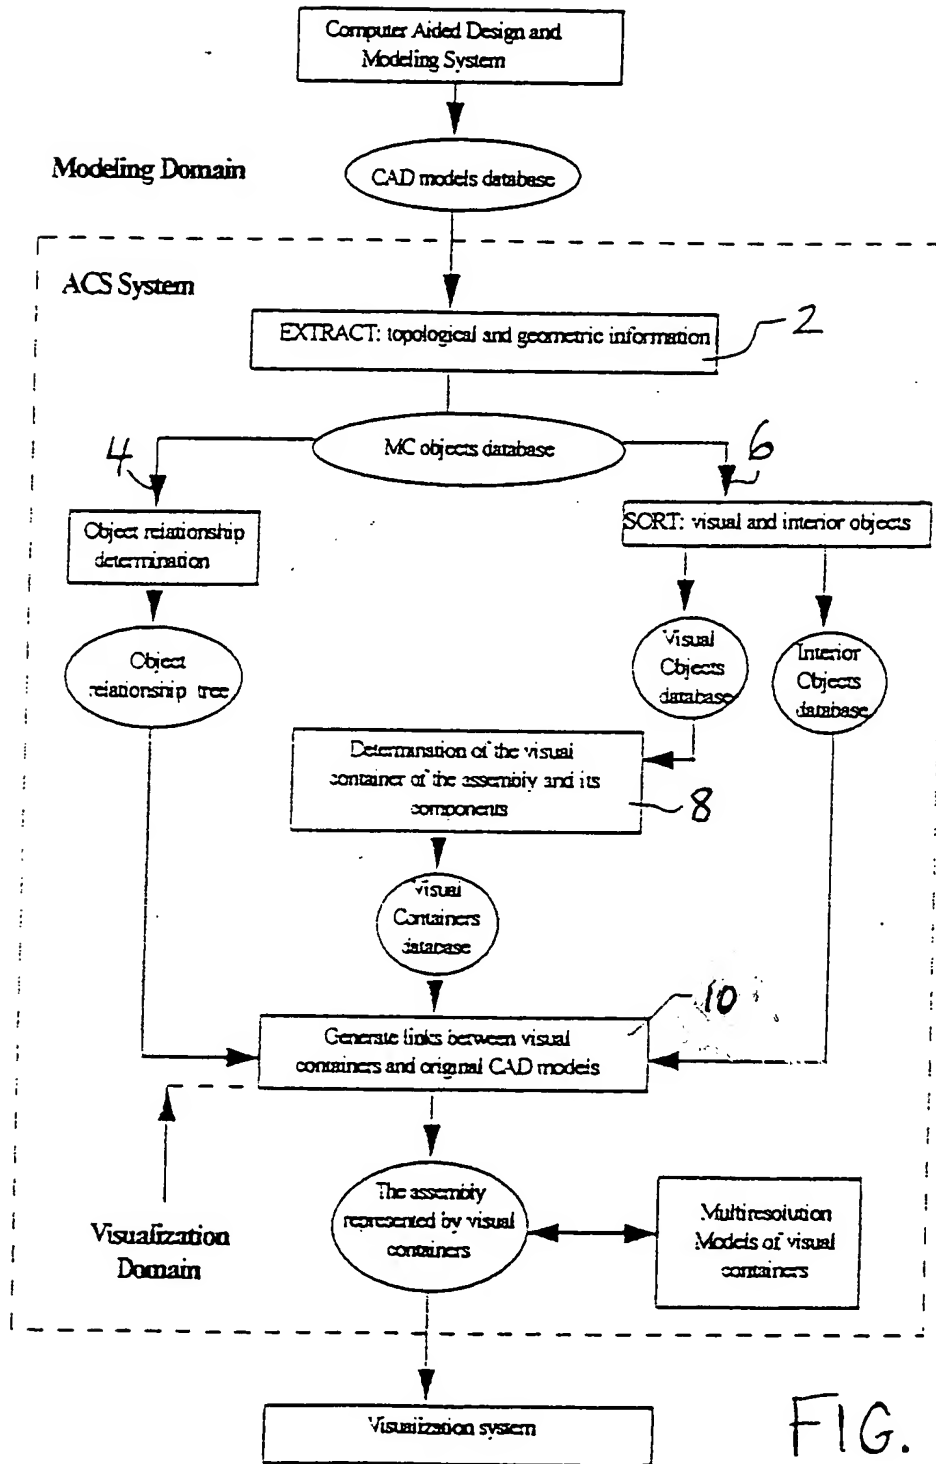 Computer Aided Design and
Modeling System
Modeling Domain
CAD models database
ACS System
EXTRACT: topological and geometric information
2
MC objects database
4
6
Object relationship
determination
SORT: visual and interior objects
Object
relationship tree
Visual
Objects
database
Interior
Objects
database
Determination of the visual
container of the assembly and its
components
8
Visual
Containers
database
10
Generate links between visual
containers and original CAD models
The assembly
represented by visual
containers
Multiresolution
Models of visual
containers
Visualization
Domain
Visualization system
FIG.